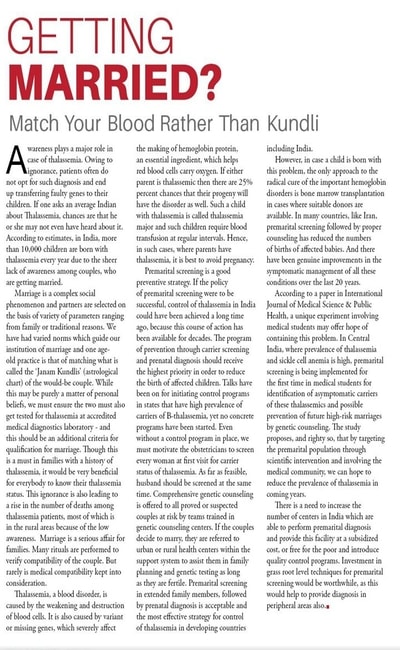 GETTING
MARRIED?
Match Your Blood Rather Than Kundli
Awareness plays a major role in
case of thalassemia. Owing to
ignorance, patients often do
not opt for such diagnosis and end
up transferring faulty genes to their
children. If one asks an average Indian
about Thalassemia, chances are that he
or she may not even have heard about it.
According to estimates, in India, more
than 10,000 children are born with
thalassemia every year due to the sheer
lack of awareness among couples, who
are getting married.
Marriage is a complex social
phenomenon and partners are selected on
the basis of variety of parameters ranging
from family or traditional reasons. We
have had varied norms which guide our
institution of marriage and one age-
old practice is that of matching what is
called the 'Janam Kundlis' (astrological
chart) of the would-be couple. While
this may be purely a matter of personal
beliefs, we must ensure the two must also
get tested for thalassemia at accredited
medical diagnostics laboratory - and
this should be an additional criteria for
qualification for marriage. Though this
is a must in families with a history of
thalassemia, it would be very beneficial
for everybody to know their thalassemia
status. This ignorance is also leading to
a rise in the number of deaths among
thalassemia patients, most of which is
in the rural areas because of the low
awareness. Marriage is a serious affair for
families. Many rituals are performed to
verify compatibility of the couple. But
rarely is medical compatibility kept into
consideration.
Thalassemia, a blood disorder, is
caused by the weakening and destruction
of blood cells. It is also caused by variant
or missing genes, which severely affect
the making of hemoglobin protein,
an essential ingredient, which helps
red blood cells carry oxygen. If either
parent is thalassemic then there are 25%
percent chances that their progeny will
have the disorder as well. Such a child
with thalassemia is called thalassemia
major and such children require blood
transfusion at regular intervals. Hence,
in such cases, where parents have
thalassemia, it is best to avoid pregnancy.
Premarital screening is a good
preventive strategy. If the policy
of premarital screening were to be
successful, control of thalassemia in India
could have been achieved a long time
ago, because this course of action has
been available for decades. The program
of prevention through carrier screening
and prenatal diagnosis should receive
the highest priority in order to reduce
the birth of affected children. Talks have
been on for initiating control programs
in states that have high prevalence of
carriers of B-thalassemia, yet no concrete
programs have been started. Even
without a control program in place, we
must motivate the obstetricians to screen
every woman at first visit for carrier
status of thalassemia. As far as feasible,
husband should be screened at the same
time. Comprehensive genetic counseling
is offered to all proved or suspected
couples at risk by teams trained in
genetic counseling centers. If the couples
decide to marry, they are referred to
urban or rural health centers within the
support system to assist them in family
planning and genetic testing as long
as they are fertile. Premarital screening
in extended family members, followed
by prenatal diagnosis is acceptable and
the most effective strategy for control
of thalassemia in developing countries
including India.
However, in case a child is born with
this problem, the only approach to the
radical cure of the important hemoglobin
disorders is bone marrow transplantation
in cases where suitable donors are
available. In many countries, like Iran,
premarital screening followed by proper
counseling has reduced the numbers
of births of affected babies. And there
have been genuine improvements in the
symptomatic management of all these
conditions over the last 20 years.
According to a paper in International
Journal of Medical Science & Public
Health, a unique experiment involving
medical students may offer hope of
containing this problem. In Central
India, where prevalence of thalassemia
and sickle cell anemia is high, premarital
screening is being implemented for
the first time in medical students for
identification of asymptomatic carriers
of these thalassemics and possible
prevention of future high-risk marriages
by genetic counseling. The study
proposes, and righty so, that by targeting
the premarital population through
scientific intervention and involving the
medical community, we can hope to
reduce the prevalence of thalassemia in
coming years.
There is a need to increase the
number of centers in India which are
able to perform premarital diagnosis
and provide this facility at a subsidized
cost, or free for the poor and introduce
quality control programs. Investment in
grass root level techniques for premarital
screening would be worthwhile, as this
would help to provide diagnosis in
peripheral areas also.